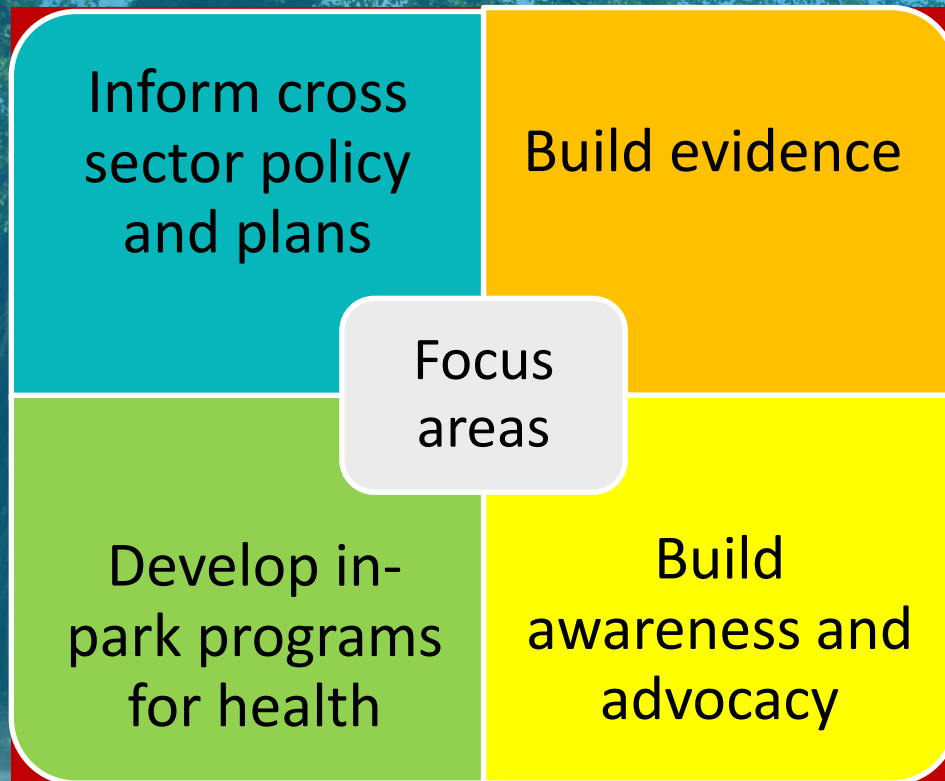 Inform cross
sector policy
and plans
Build evidence
Focus
areas
Develop in-
park programs
for health
Build
awareness and
advocacy